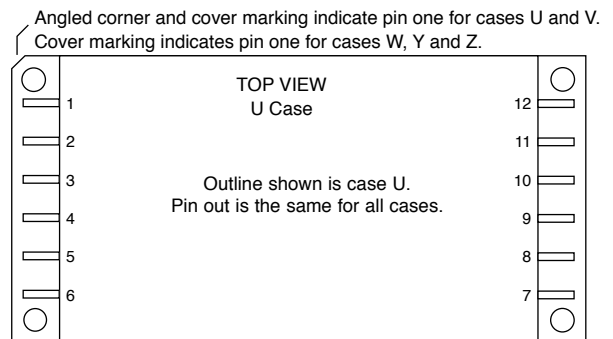 Angled corner and cover marking indicate pin one for cases U and V.
Cover marking indicates pin one for cases W, Y and Z.
TOP VIEW
U Case
1
12
2
11
3
Outline shown is case U.
10
Pin out is the same for all cases.
4
9
5
8
6
7